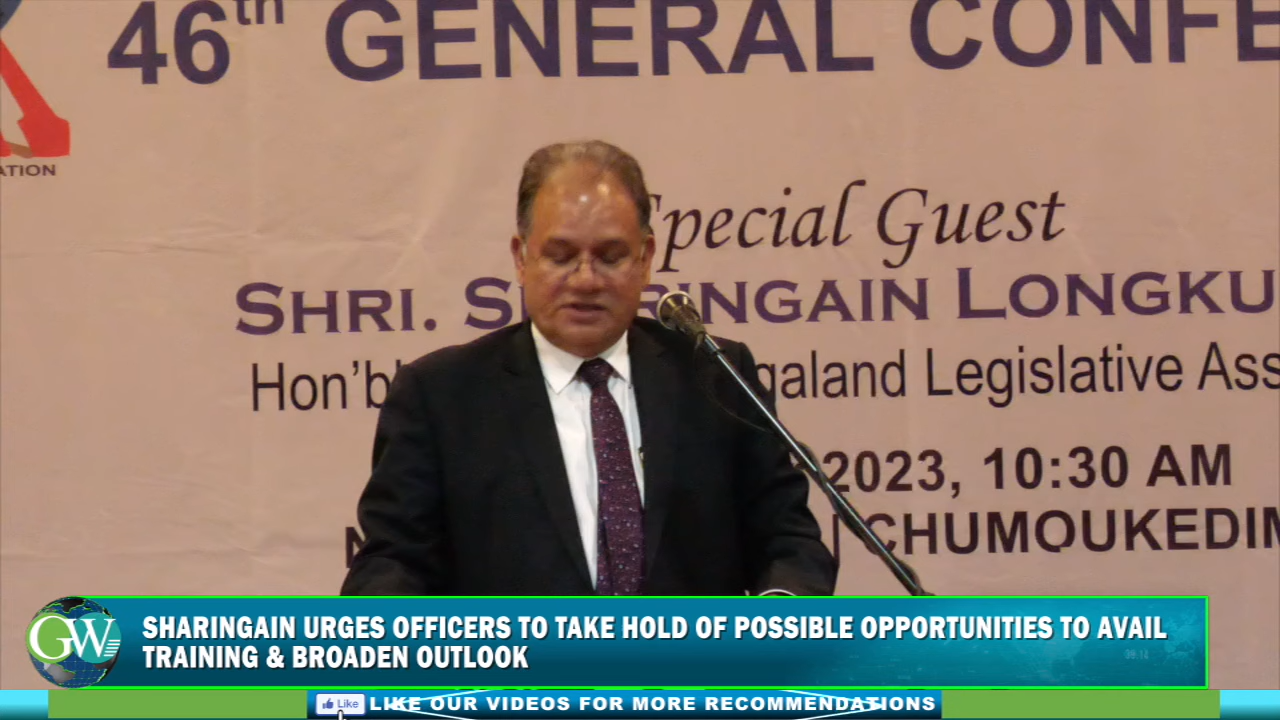 46th GENERAL CONFE
ATION
Special Guest
SHRI. SHARINGAIN LONGKU
Hon'bl galand Legislative Ass
2023, 10:30 AM
N CHUMOUKEDIM
GW SHARINGAIN URGES OFFICERS TO TAKE HOLD OF POSSIBLE OPPORTUNITIES TO AVAIL
TRAINING & BROADEN OUTLOOK
Like LIKE OUR VIDEOS FOR MORE RECOMMENDATIONS